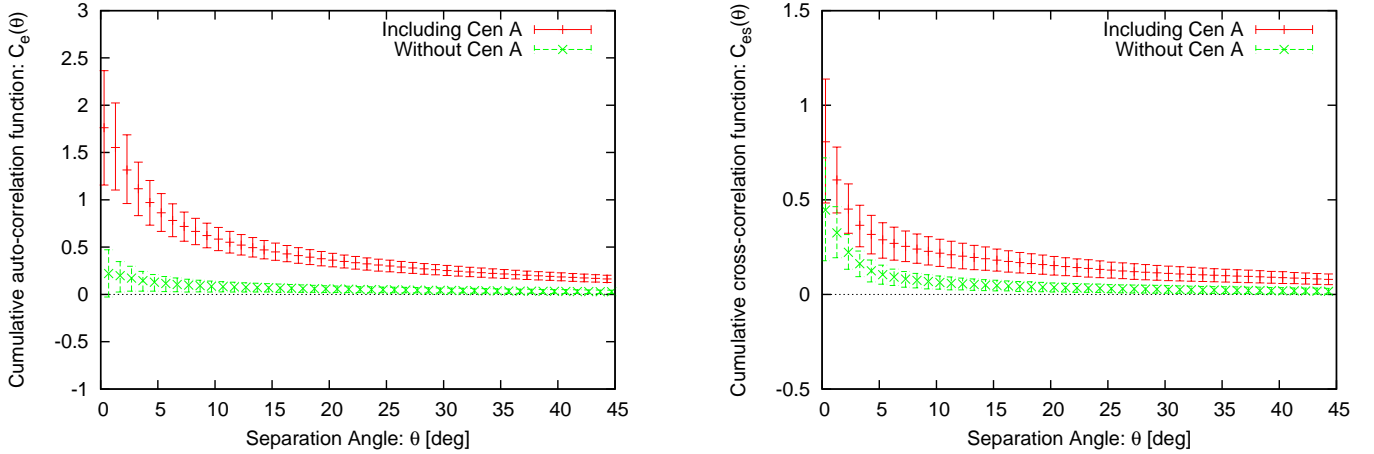 Cumulative auto-correlation function: Ce(θ)
3
2.5
2
1.5
1
0.5
0
-0.5
-1
Including Cen A
Without Cen A
0 5 10 15 20 25 30 35 40 45
Separation Angle: θ [deg]
Cumulative cross-correlation function: Ces(θ)
1.5
1
0.5
0
-0.5
Including Cen A
Without Cen A
0 5 10 15 20 25 30 35 40 45
Separation Angle: θ [deg]